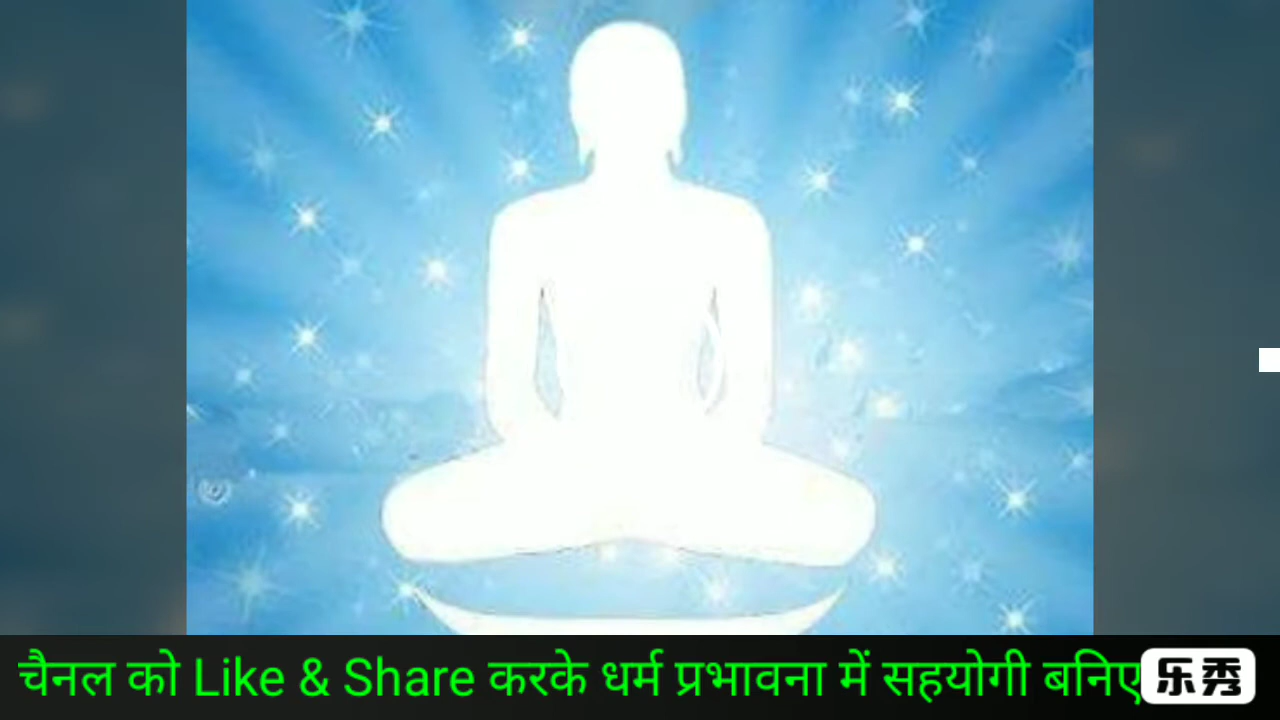 चैनल को Like & Share करके धर्म प्रभावना में सहयोगी बनिए
乐秀